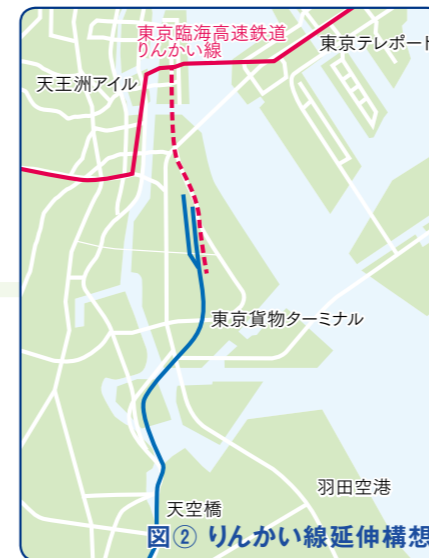 東京臨海高速鉄道
りんかい線
東京テレポート
天王洲アイル
東京貨物ターミナル
羽田空港
天空橋
図② りんかい線延伸構想